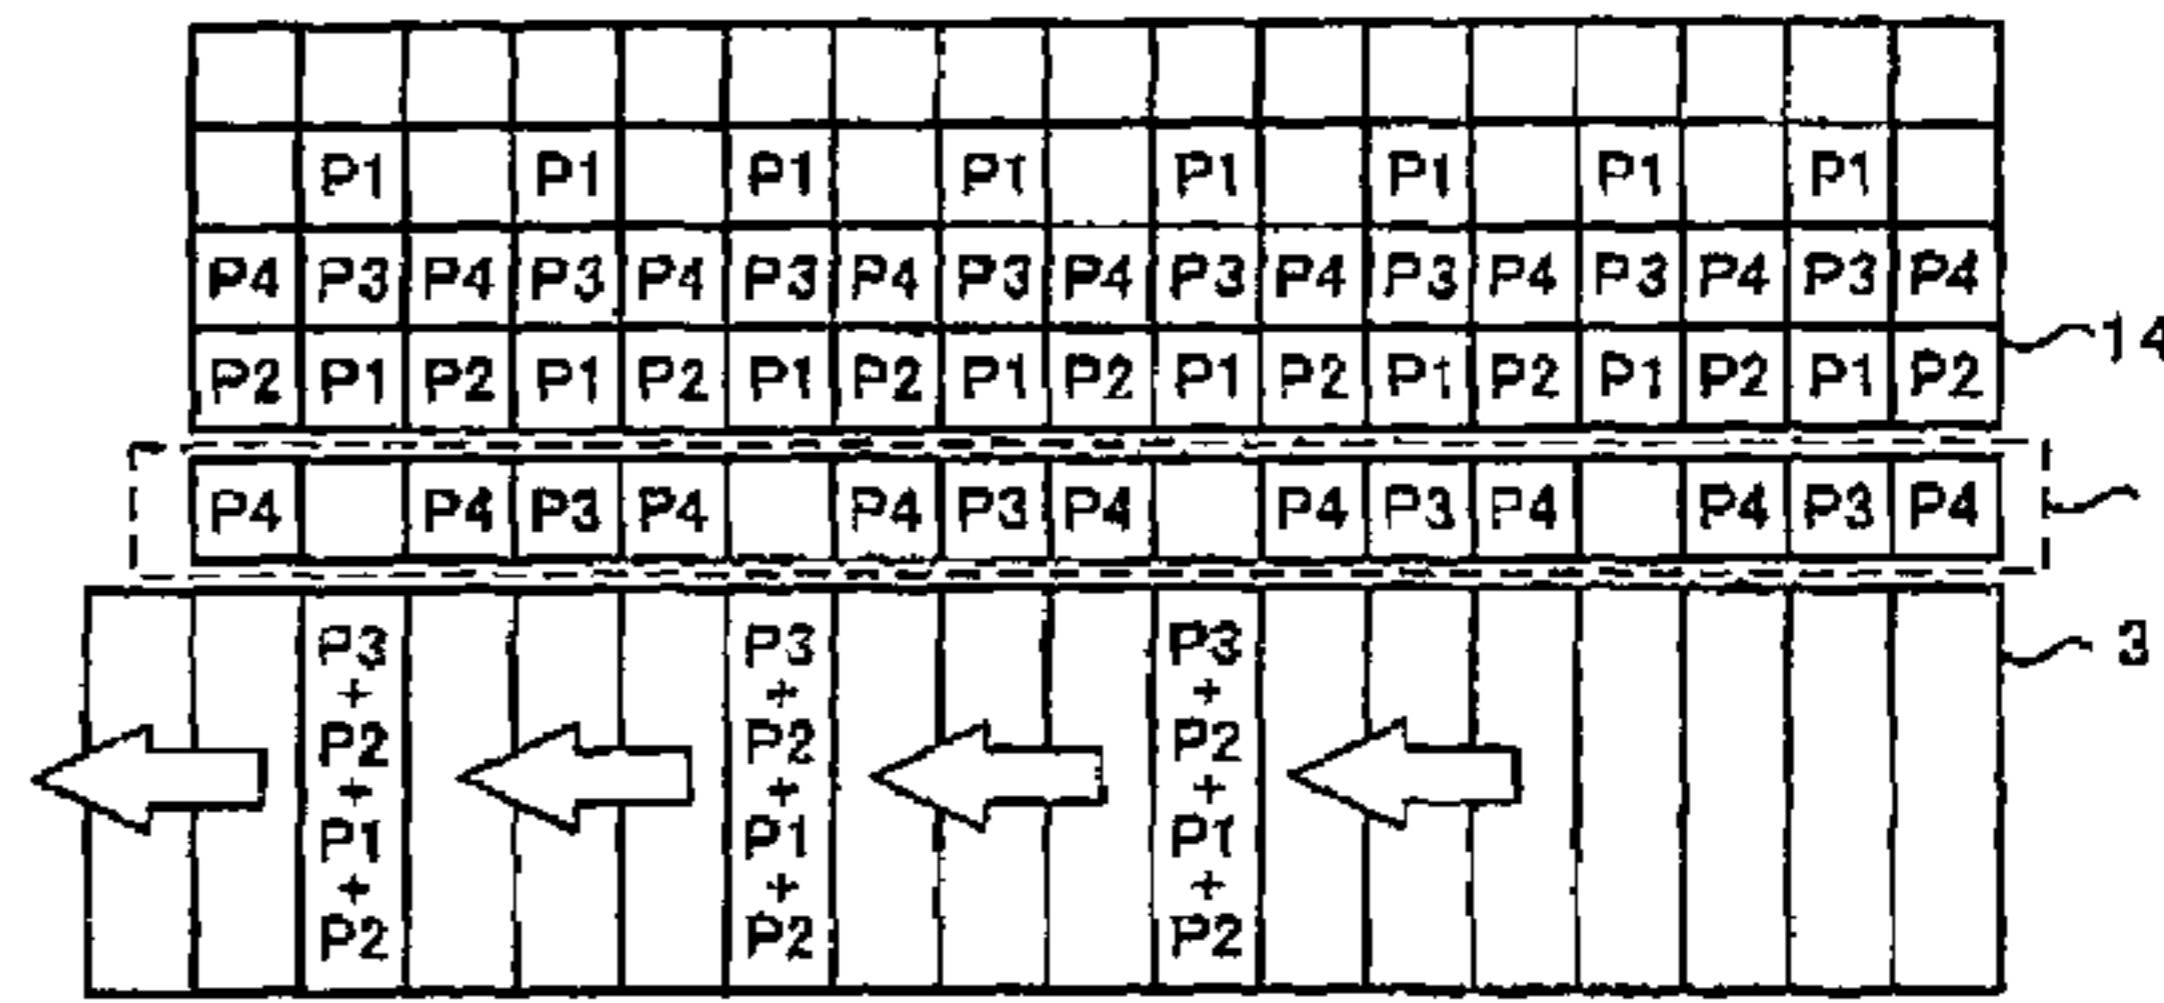 P1 P1 P1 P1 P1 P1 P1 P1
P4 P3 P4 P3 P4 P3 P4 P3 P4 P3 P4 P3 P4 P3 P4 P3 P4
14
P2 P1 P2 P1 P2 P1 P2 P1 P2 P1 P2 P1 P2 P1 P2 P1 P2
P4 P4 P3 P4 P4 P3 P4 P4 P3 P4 P4 P3 P4
P3 P3 P3 3
+ + +
P2 P2 P2
+ + +
P1 P1 P1
+ + +
P2 P2 P2